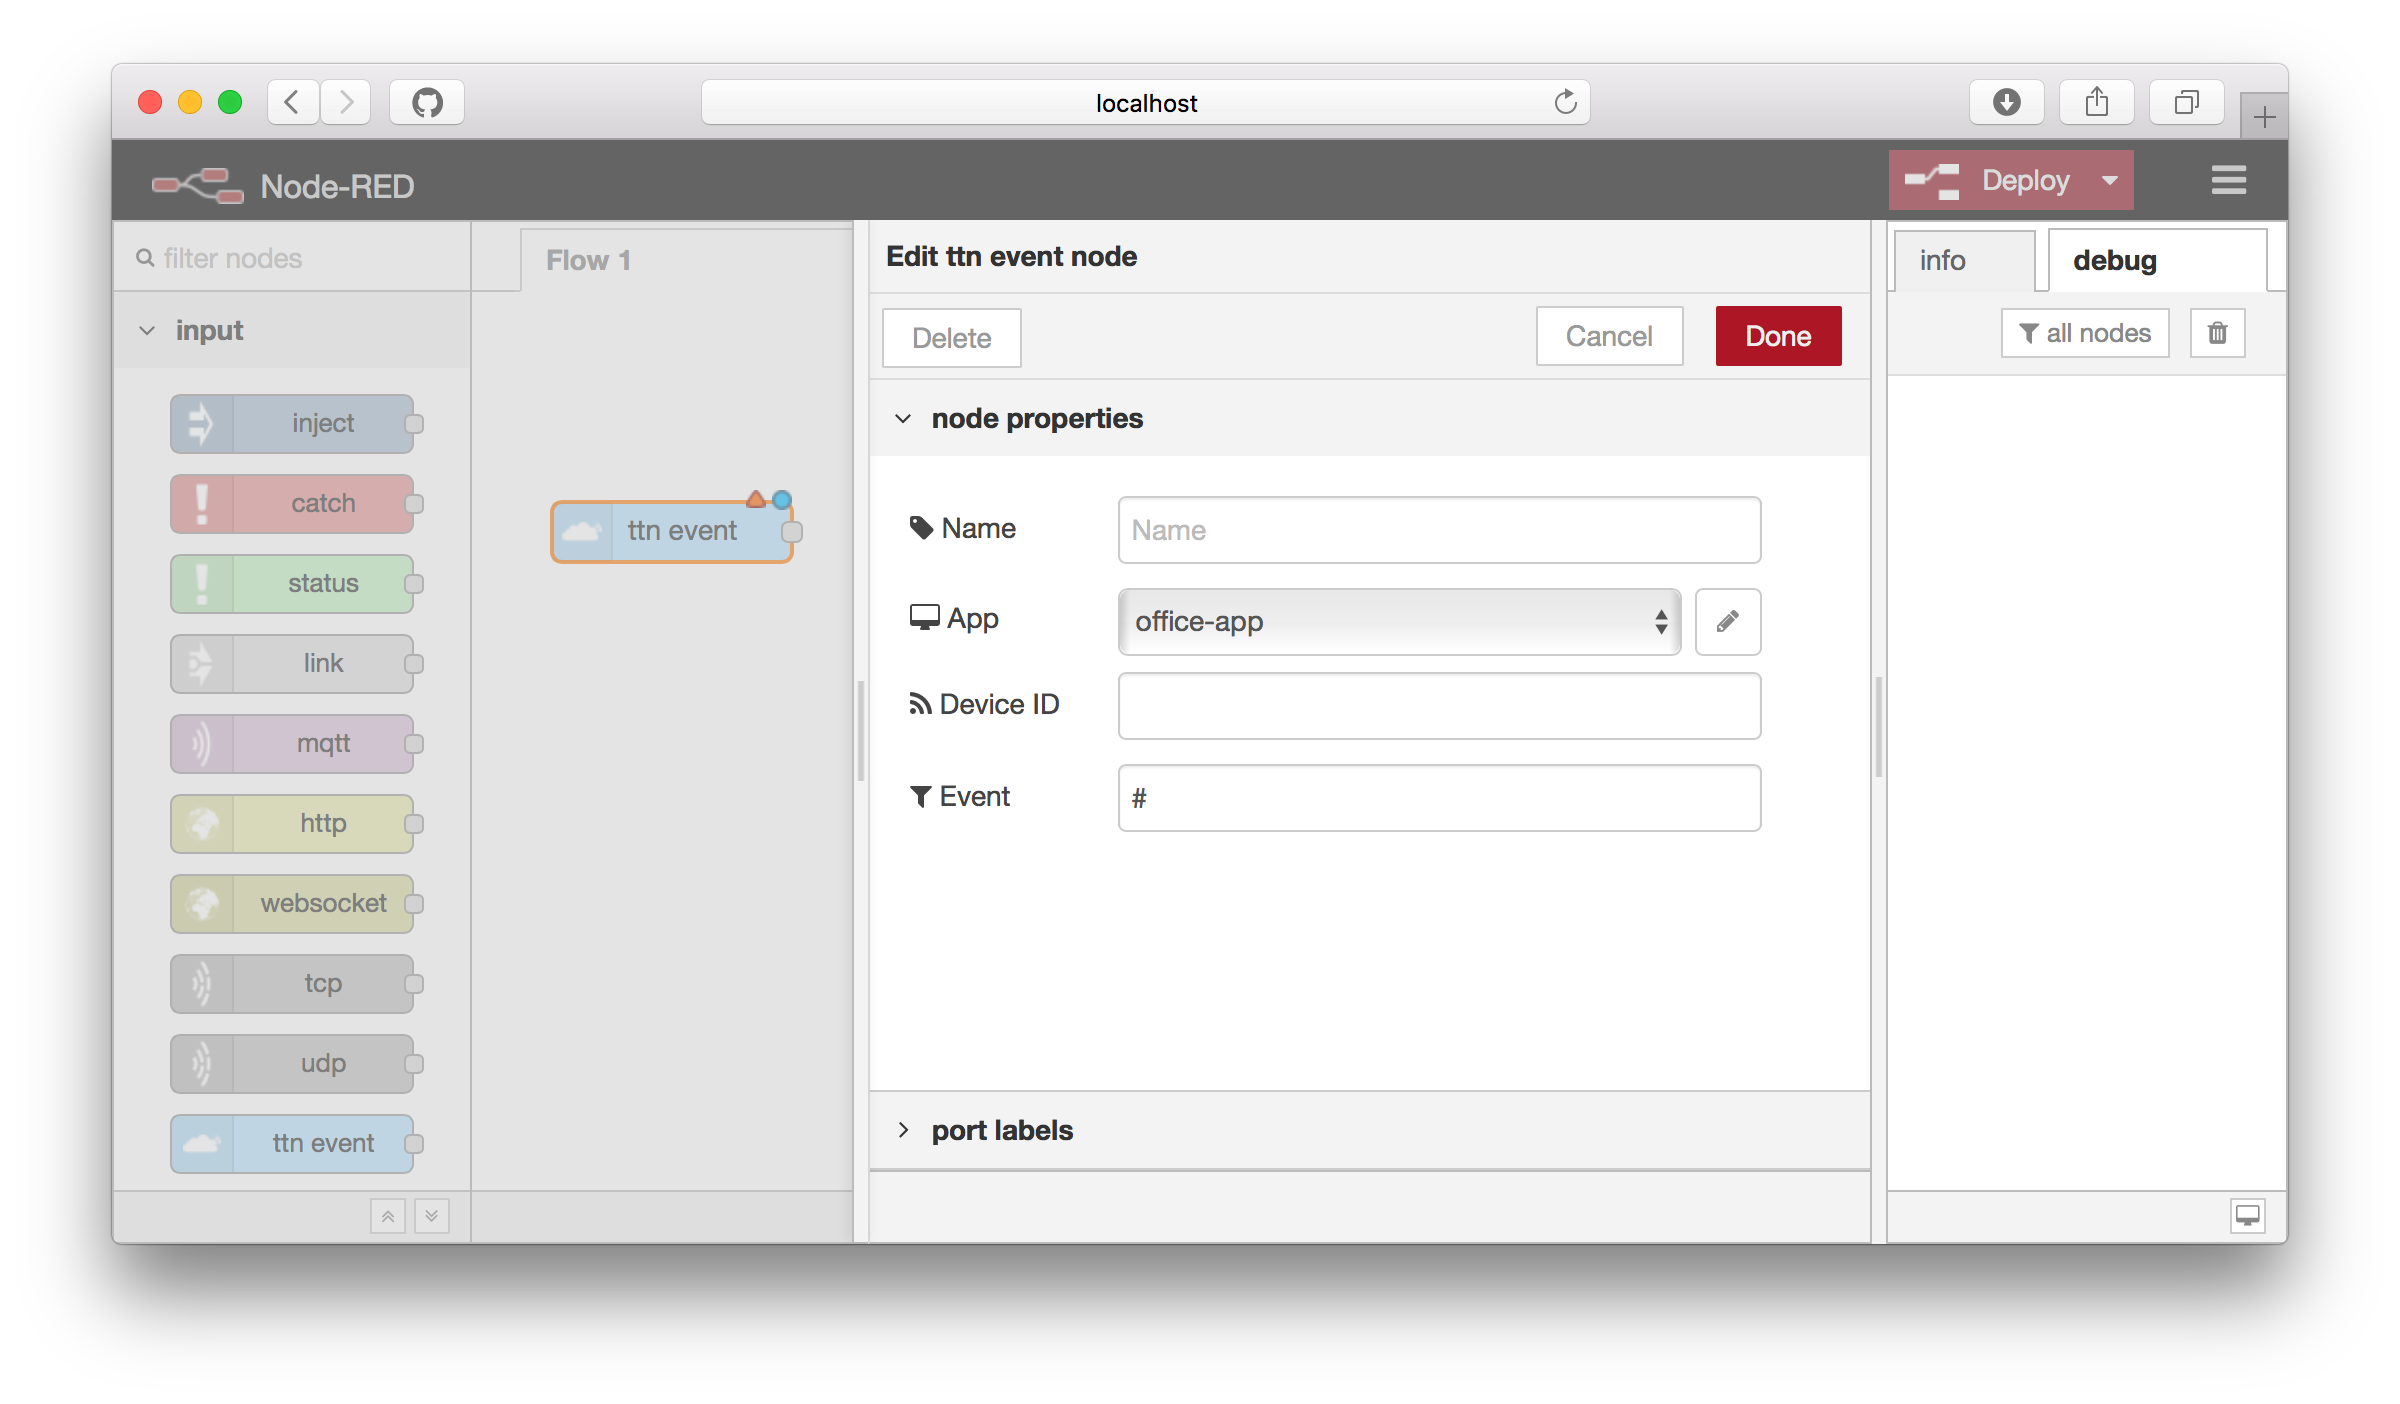 localhost
Node-RED
Deploy
filter nodes
input
inject
catch
status
link
mqtt
http
websocket
tcp
udp
ttn event
Flow 1
ttn event
Edit ttn event node
Delete
Cancel
Done
node properties
Name
Name
App
office-app
Device ID
Event
#
port labels
info
debug
all nodes